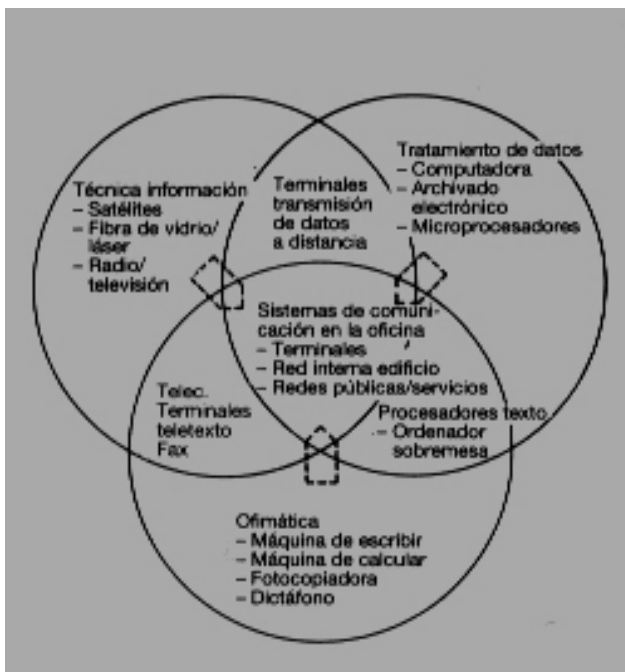 Técnica información
– Satélites
– Fibra de vidrio/
láser
– Radio/
televisión
Terminales
transmisión
de datos
a distancia
Tratamiento de datos
– Computadora
– Archivado
electrónico
– Microprocesadores
Sistemas de comuni-
cación en la oficina
– Terminales
– Red interna edificio
– Redes públicas/servicios
Telec.
Terminales
teletexto
Fax
Procesadores texto
– Ordenador
sobremesa
Ofimática
– Máquina de escribir
– Máquina de calcular
– Fotocopiadora
– Dictáfono